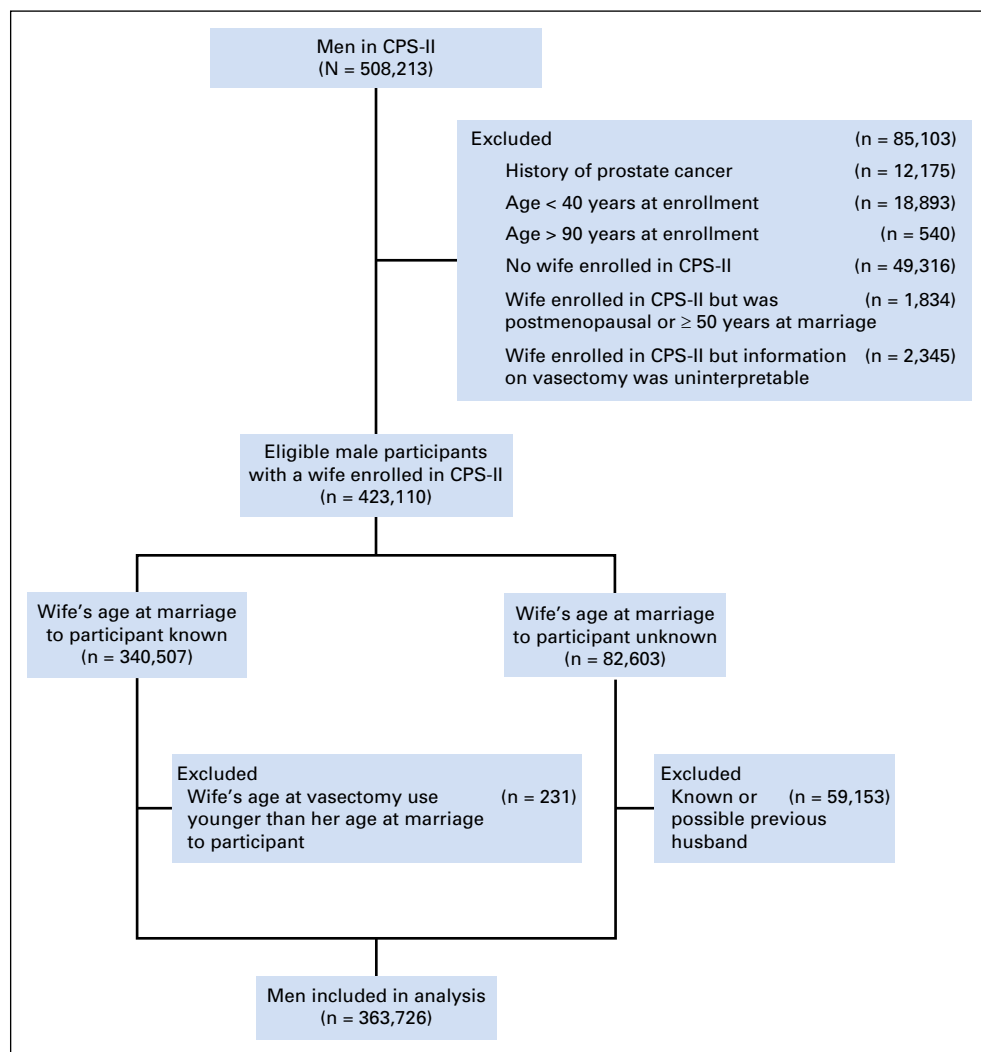 Men in CPS-II
(N = 508,213)
Excluded (n = 85,103)
History of prostate cancer (n = 12,175)
Age < 40 years at enrollment (n = 18,893)
Age > 90 years at enrollment (n = 540)
No wife enrolled in CPS-II (n = 49,316)
Wife enrolled in CPS-II but was (n = 1,834)
postmenopausal or ≥ 50 years at marriage
Wife enrolled in CPS-II but information (n = 2,345)
on vasectomy was uninterpretable
Eligible male participants
with a wife enrolled in CPS-II
(n = 423,110)
Wife's age at marriage
to participant known
(n = 340,507)
Wife's age at marriage
to participant unknown
(n = 82,603)
Excluded
Wife's age at vasectomy use (n = 231)
younger than her age at marriage
to participant
Excluded
Known or (n = 59,153)
possible previous
husband
Men included in analysis
(n = 363,726)